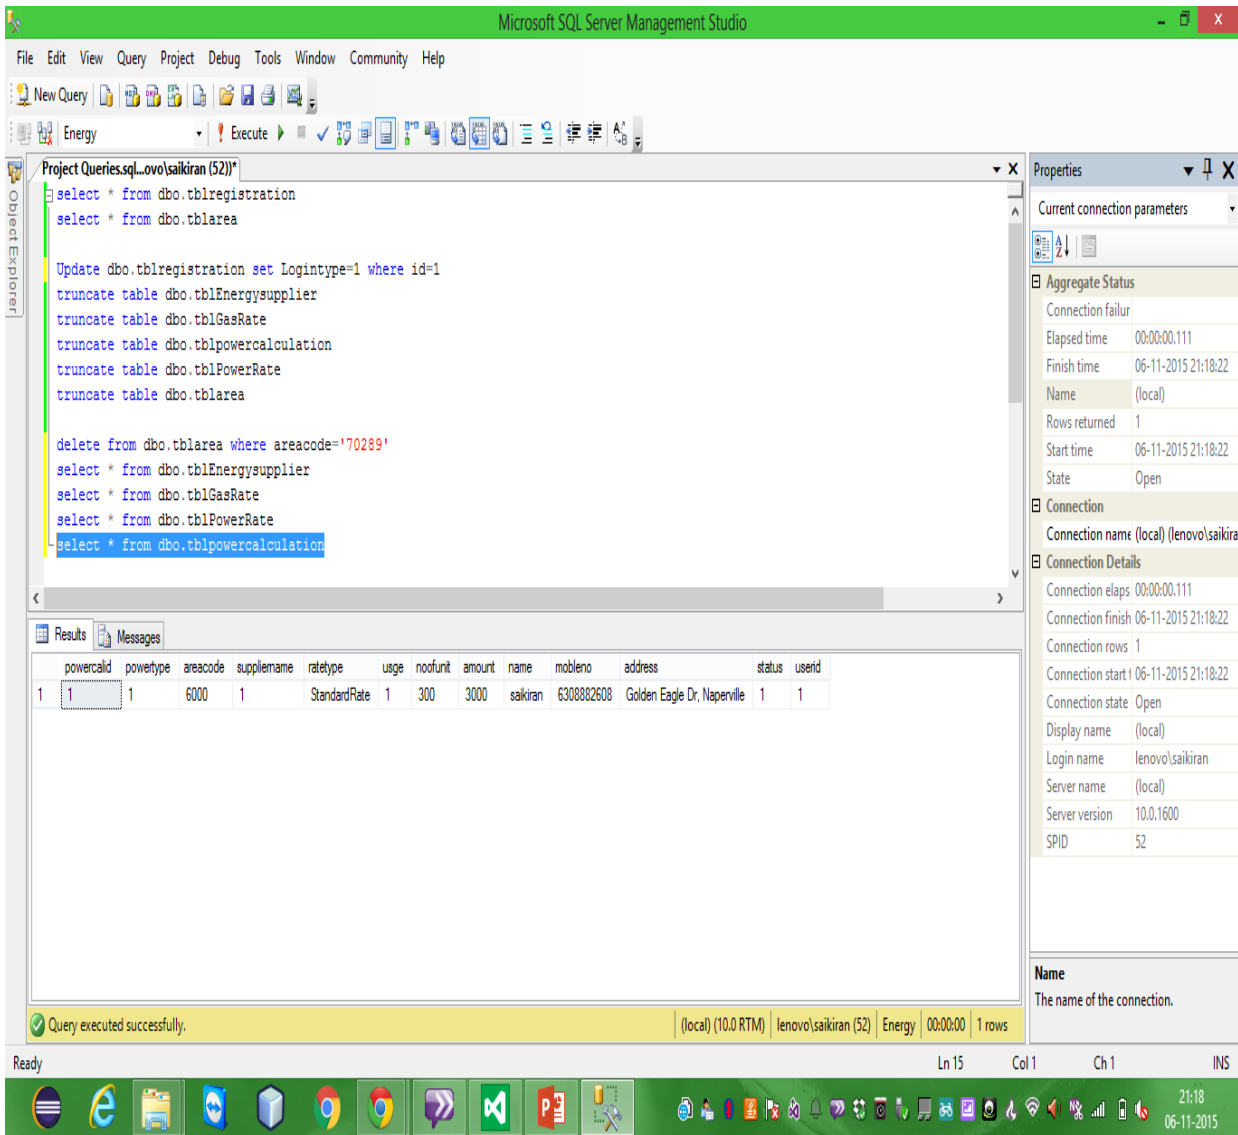 Microsoft SQL Server Management Studio
File Edit View Query Project Debug Tools Window Community Help
New Query
Energy Execute
Object Explorer
Project Queries.sql...ovo\saikiran (52))*
select * from dbo.tblregistration
select * from dbo.tblarea
Update dbo.tblregistration set Logintype=1 where id=1
truncate table dbo.tblEnergysupplier
truncate table dbo.tblGasRate
truncate table dbo.tblpowercalculation
truncate table dbo.tblPowerRate
truncate table dbo.tblarea
delete from dbo.tblarea where areacode='70289'
select * from dbo.tblEnergysupplier
select * from dbo.tblGasRate
select * from dbo.tblPowerRate
select * from dbo.tblpowercalculation
Results Messages
powercalid powertype areacode suppliername ratetype usge noofunit amount name mobleno address status userid
1 1 1 6000 1 StandardRate 1 300 3000 saikiran 6308882608 Golden Eagle Dr, Naperville 1 1
Query executed successfully. (local) (10.0 RTM) lenovo\saikiran (52) Energy 00:00:00 1 rows
Properties
Current connection parameters
Aggregate Status
Connection failur
Elapsed time 00:00:00.111
Finish time 06-11-2015 21:18:22
Name (local)
Rows returned 1
Start time 06-11-2015 21:18:22
State Open
Connection
Connection name (local) (lenovo\saikira
Connection Details
Connection elaps 00:00:00.111
Connection finish 06-11-2015 21:18:22
Connection rows 1
Connection start t 06-11-2015 21:18:22
Connection state Open
Display name (local)
Login name lenovo\saikiran
Server name (local)
Server version 10.0.1600
SPID 52
Name
The name of the connection.
Ready Ln 15 Col 1 Ch 1 INS
21:18
06-11-2015